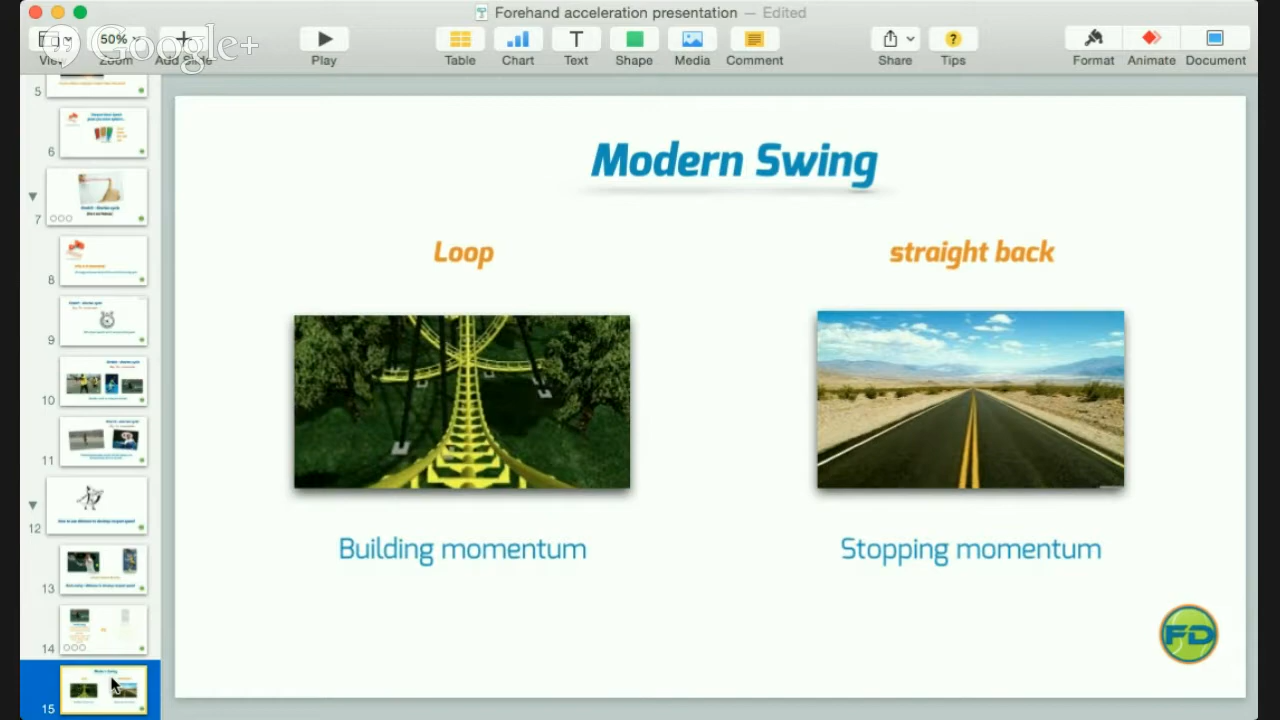 Forehand acceleration presentation — Edited
Google+
50%
View
Zoom
Add Slide
Play
Table
Chart
Text
Shape
Media
Comment
Share
Tips
Format
Animate
Document
5
6
7
8
9
10
11
12
13
14
15
Modern Swing
Loop
straight back
Building momentum
Stopping momentum
FD